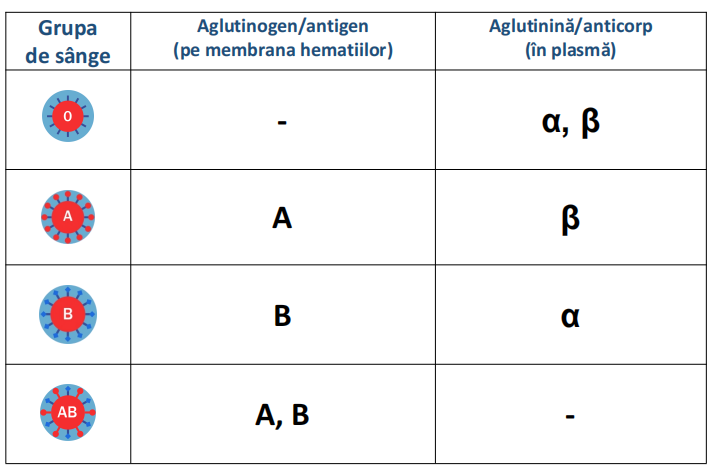 Grupa
de sânge
Aglutinogen/antigen
(pe membrana hematiilor)
Aglutinină/anticorp
(în plasmă)
0
-
α, β
A
A
β
B
B
α
AB
A, B
-